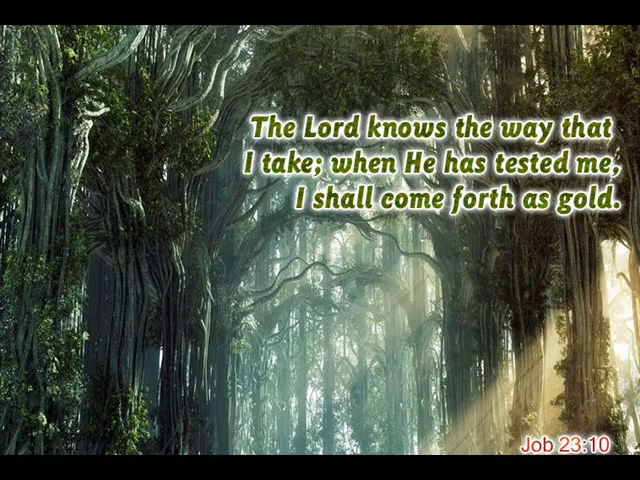 The Lord knows the way that
I take; when He has tested me,
I shall come forth as gold.
Job 23:10